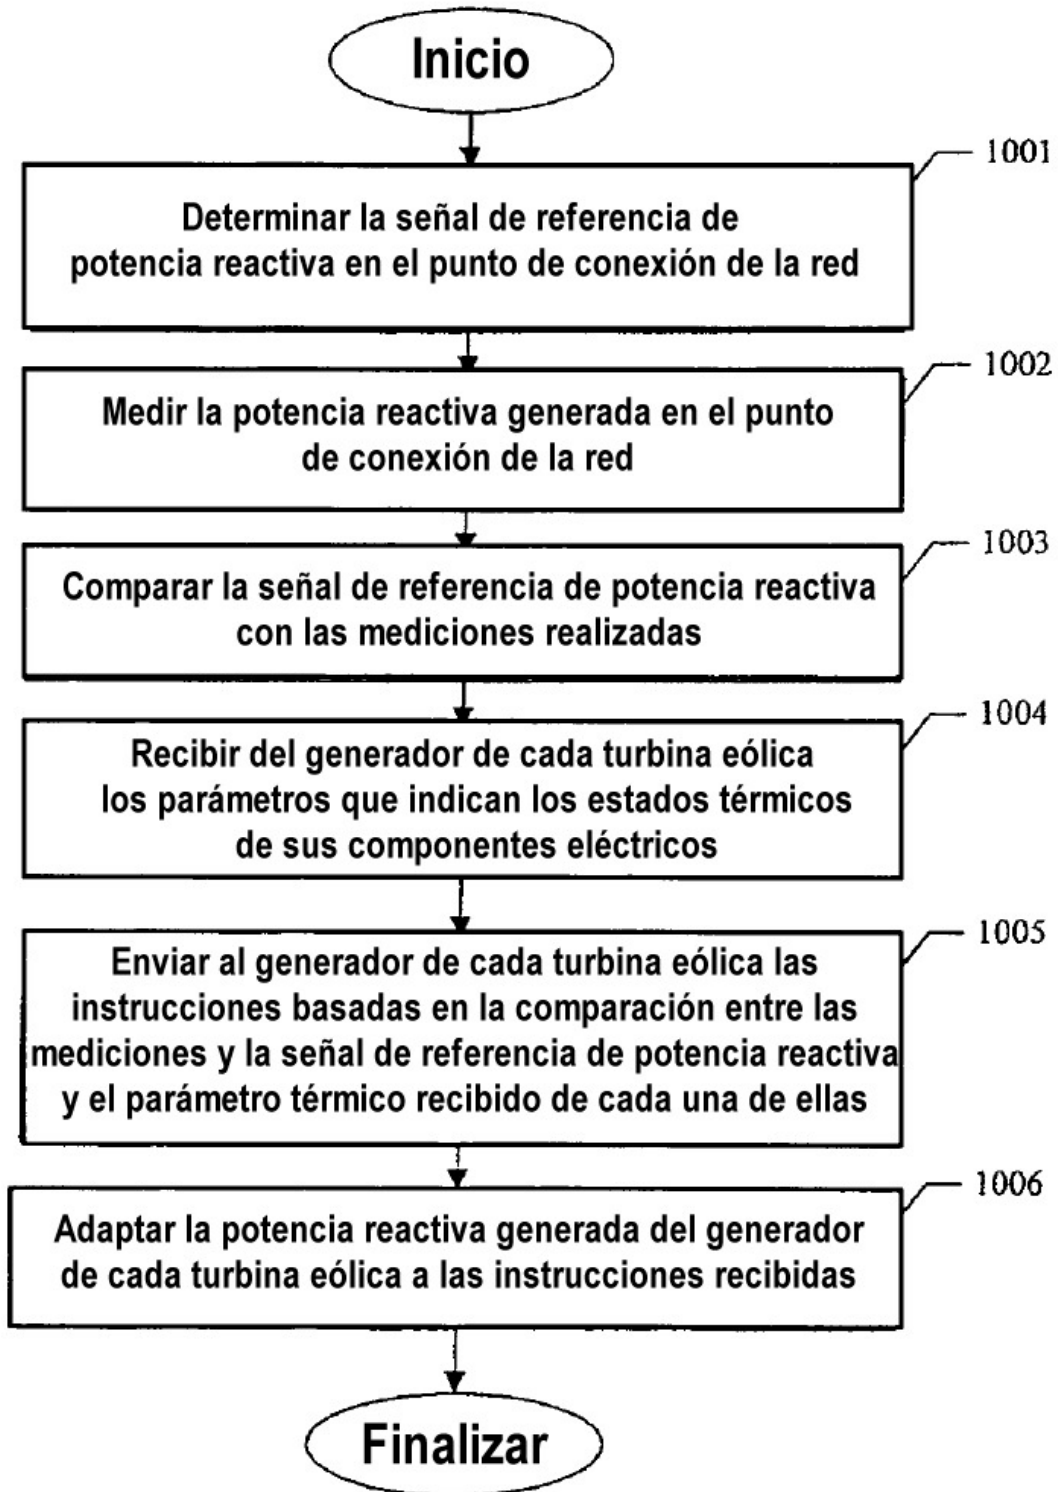 Inicio
1001
Determinar la señal de referencia de
potencia reactiva en el punto de conexión de la red
1002
Medir la potencia reactiva generada en el punto
de conexión de la red
1003
Comparar la señal de referencia de potencia reactiva
con las mediciones realizadas
1004
Recibir del generador de cada turbina eólica
los parámetros que indican los estados térmicos
de sus componentes eléctricos
1005
Enviar al generador de cada turbina eólica las
instrucciones basadas en la comparación entre las
mediciones y la señal de referencia de potencia reactiva
y el parámetro térmico recibido de cada una de ellas
1006
Adaptar la potencia reactiva generada del generador
de cada turbina eólica a las instrucciones recibidas
Finalizar